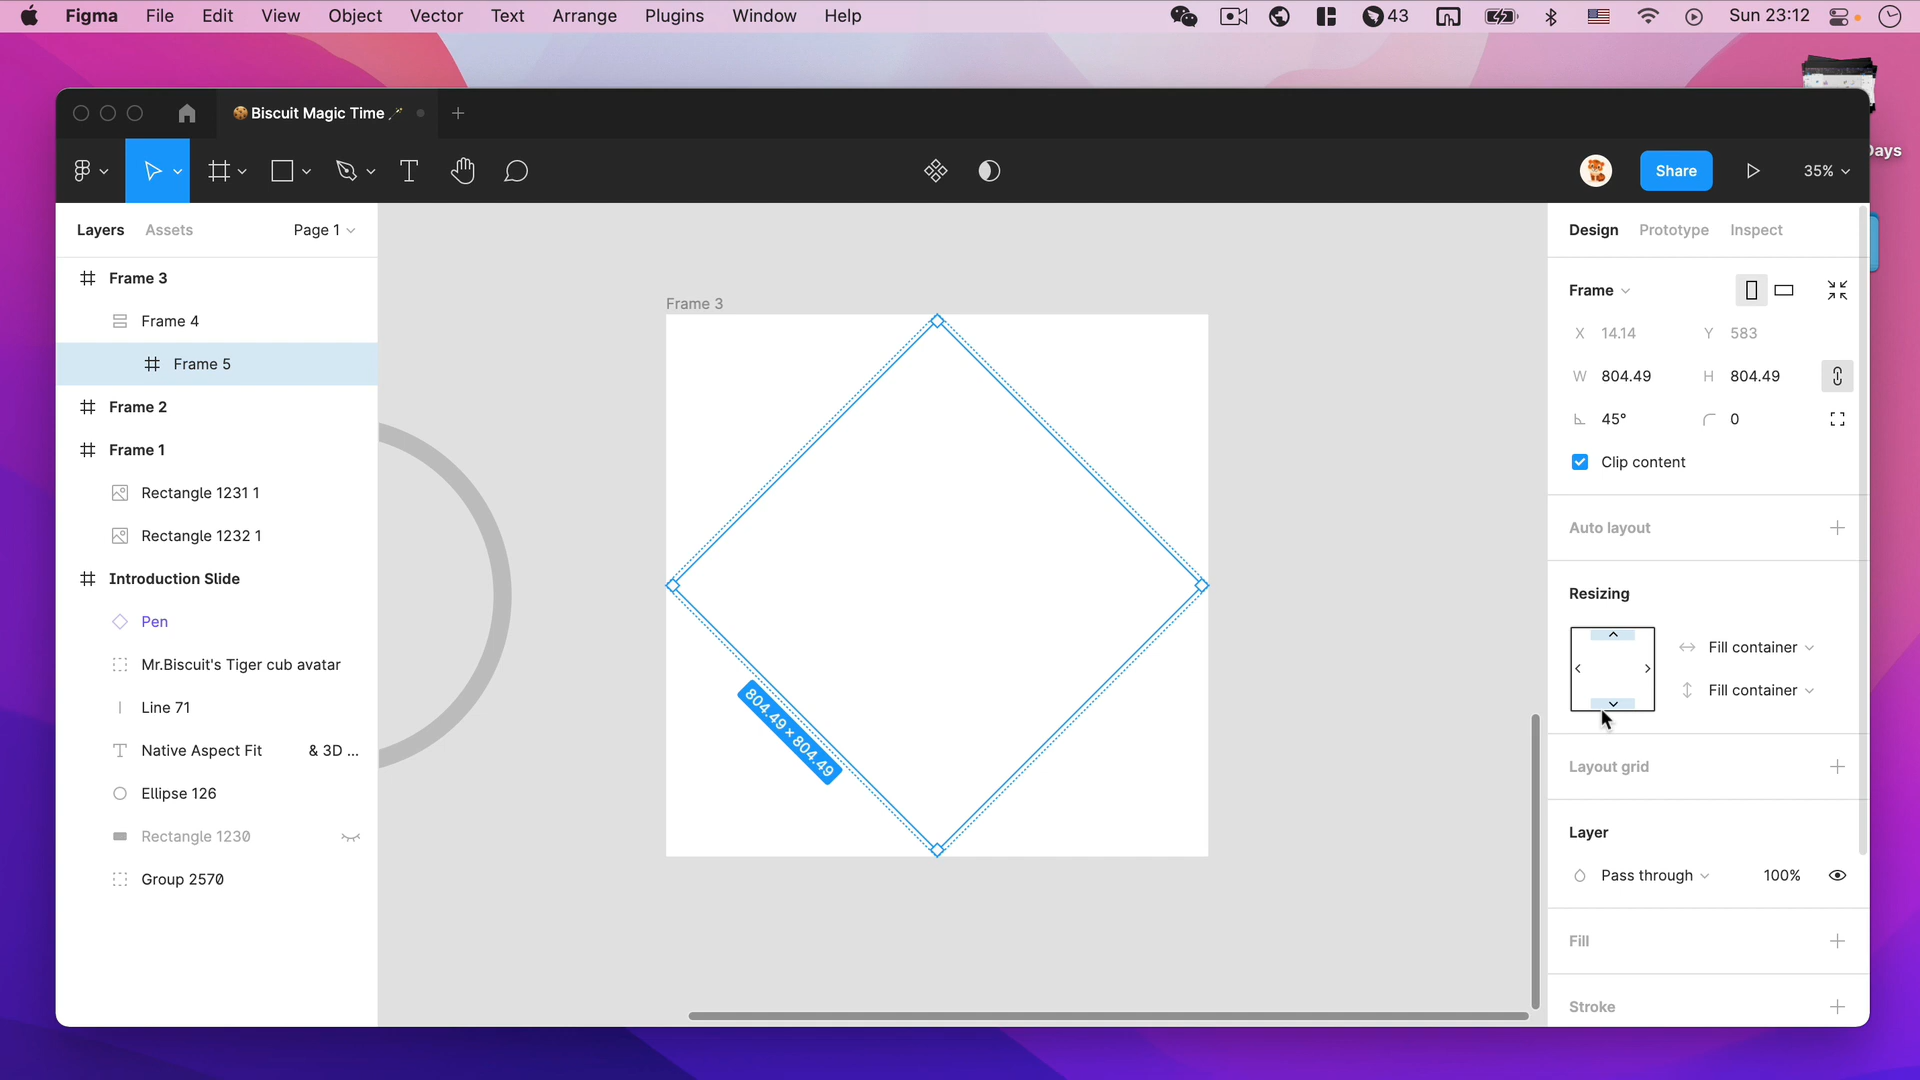 Figma File Edit View Object Vector Text Arrange Plugins Window Help 43 Sun 23:12
Days
Biscuit Magic Time
Share 35%
Layers Assets Page 1
Frame 3
Frame 4
Frame 5
Frame 2
Frame 1
Rectangle 1231 1
Rectangle 1232 1
Introduction Slide
Pen
Mr.Biscuit's Tiger cub avatar
Line 71
Native Aspect Fit & 3D ...
Ellipse 126
Rectangle 1230
Group 2570
Frame 3
804.49 × 804.49
Design Prototype Inspect
Frame
X 14.14 Y 583
W 804.49 H 804.49
45° 0
Clip content
Auto layout
Resizing
Fill container
Fill container
Layout grid
Layer
Pass through 100%
Fill
Stroke